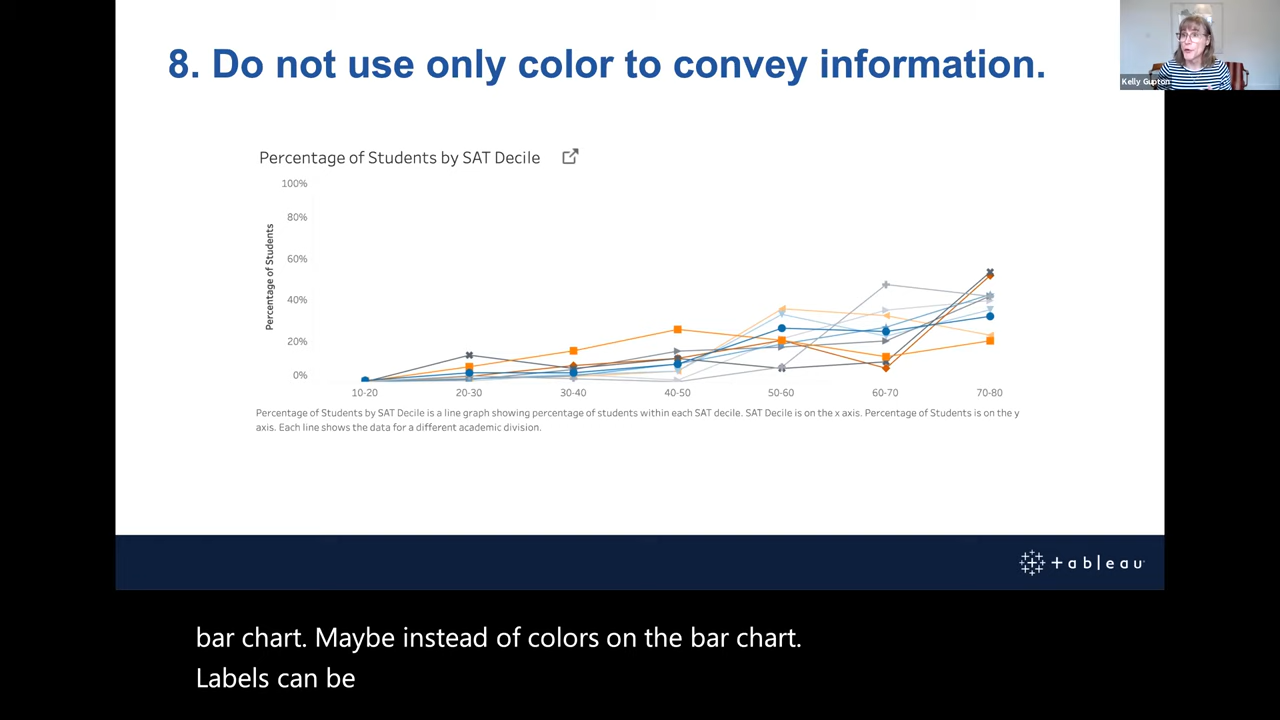 8. Do not use only color to convey information.
Kelly Gupton
Percentage of Students by SAT Decile
100%
80%
60%
40%
20%
0%
Percentage of Students
10-20
20-30
30-40
40-50
50-60
60-70
70-80
Percentage of Students by SAT Decile is a line graph showing percentage of students within each SAT decile. SAT Decile is on the x axis. Percentage of Students is on the y
axis. Each line shows the data for a different academic division.
+ableau
bar chart. Maybe instead of colors on the bar chart.
Labels can be